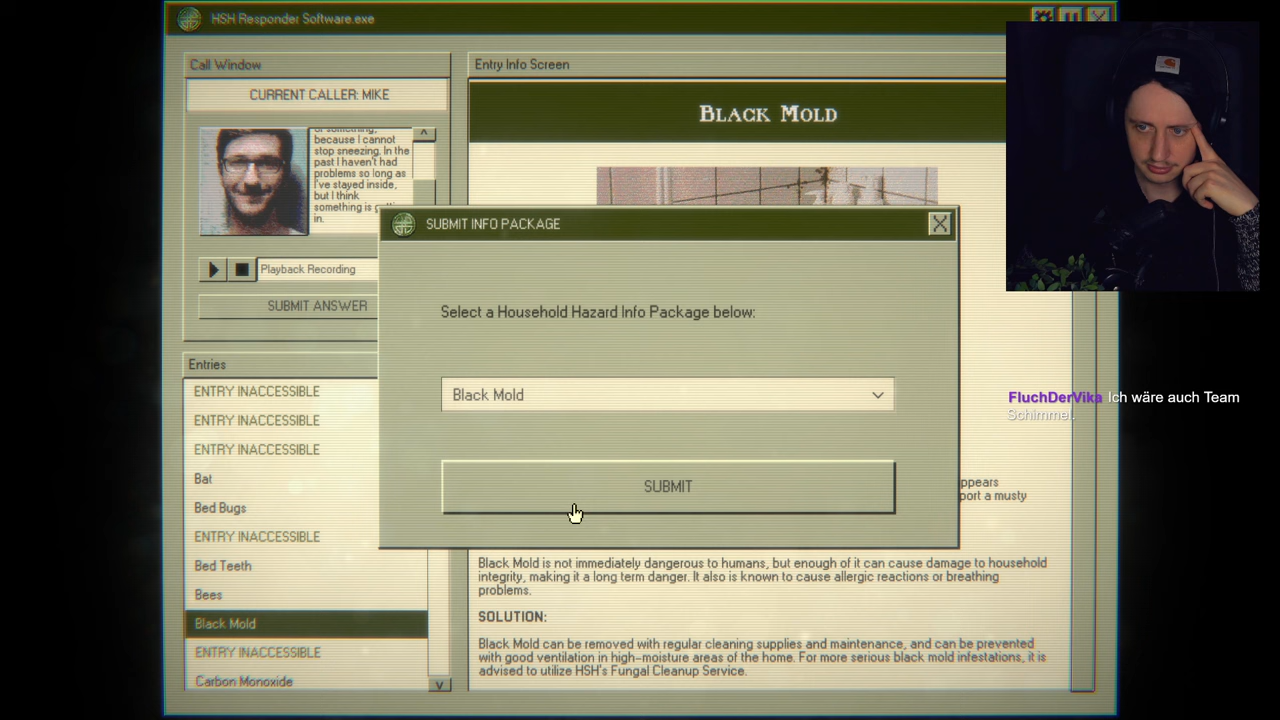 HSH Responder Software.exe
Call Window
CURRENT CALLER: MIKE
or something,
because I cannot
stop sneezing. In the
past I haven't had
problems so long as
I've stayed inside,
but I think
something is
in.
Playback Recording
SUBMIT ANSWER
Entries
ENTRY INACCESSIBLE
ENTRY INACCESSIBLE
ENTRY INACCESSIBLE
Bat
Bed Bugs
ENTRY INACCESSIBLE
Bed Teeth
Bees
Black Mold
ENTRY INACCESSIBLE
Carbon Monoxide
Entry Info Screen
BLACK MOLD
SUBMIT INFO PACKAGE
Select a Household Hazard Info Package below:
Black Mold
SUBMIT
ppears
port a musty
Black Mold is not immediately dangerous to humans, but enough of it can cause damage to household
integrity, making it a long term danger. It also is known to cause allergic reactions or breathing
problems.
SOLUTION:
Black Mold can be removed with regular cleaning supplies and maintenance, and can be prevented
with good ventilation in high-moisture areas of the home. For more serious black mold infestations, it is
advised to utilize HSH's Fungal Cleanup Service.
FluchDerVika Ich wäre auch Team
Schimmel.